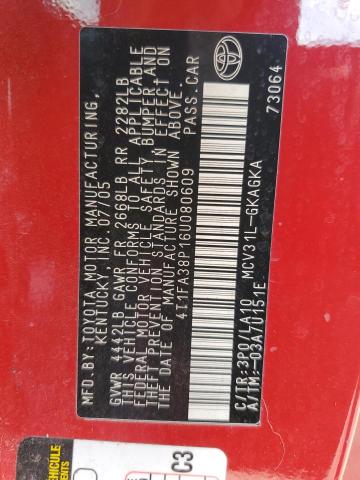 MFD.BY:TOYOTA MOTOR MANUFACTURING,
KENTUCKY,INC. 07/05
GVWR 4442LB GAWR FR 2668LB RR 2282LB
THIS VEHICLE CONFORMS TO ALL APPLICABLE
FEDERAL MOTOR VEHICLE SAFETY,BUMPER AND
THEFT PREVENTION STANDARDS IN EFFECT ON
THE DATE OF MANUFACTURE SHOWN ABOVE.
4T1FA38P16U080609 PASS.CAR
C/TR:3P0/LA10 MCV31L-GKAGKA
A/TM:-03A/U151E 73064
TOYOTA
VEHICULE
C3